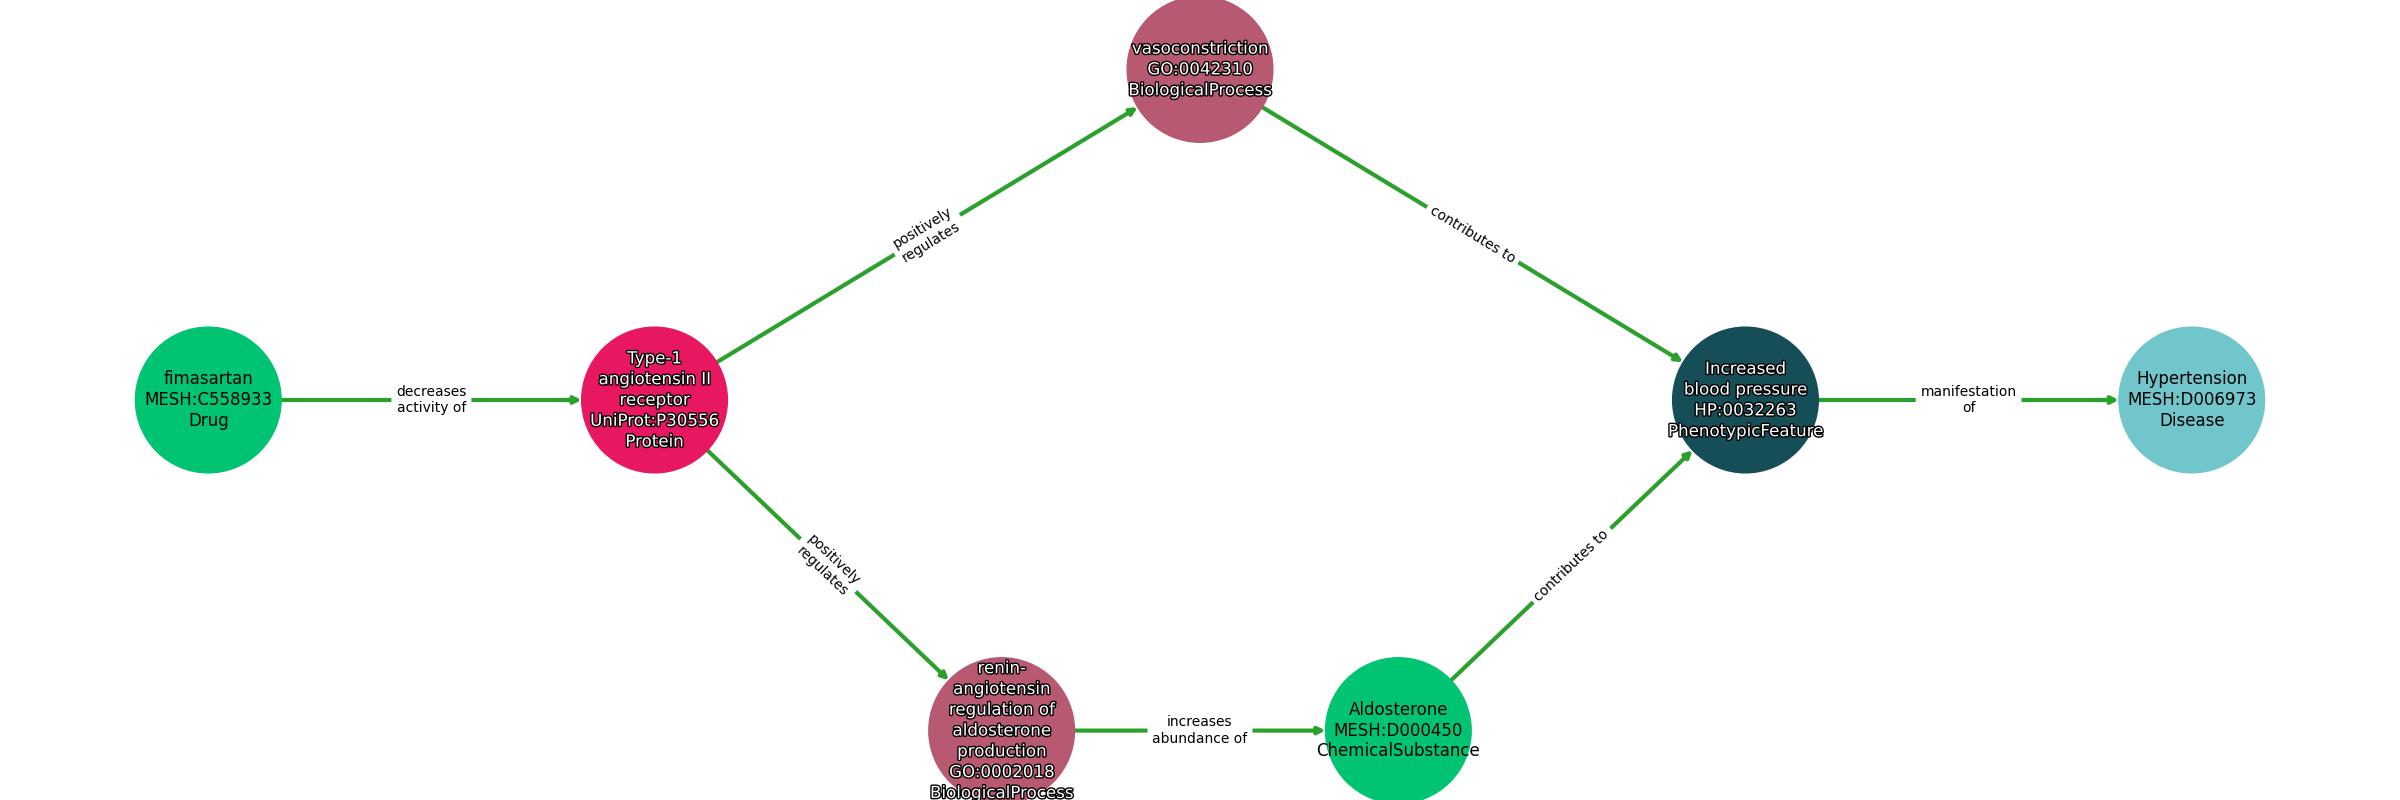 vasoconstriction
GO:0042310
BiologicalProcess
positively
regulates
contributes to
fimasartan
MESH:C558933
Drug
decreases
activity of
Type-1
angiotensin II
receptor
UniProt:P30556
Protein
Increased
blood pressure
HP:0032263
PhenotypicFeature
manifestation
of
Hypertension
MESH:D006973
Disease
positively
regulates
contributes to
renin-
angiotensin
regulation of
aldosterone
production
GO:0002018
BiologicalProcess
increases
abundance of
Aldosterone
MESH:D000450
ChemicalSubstance